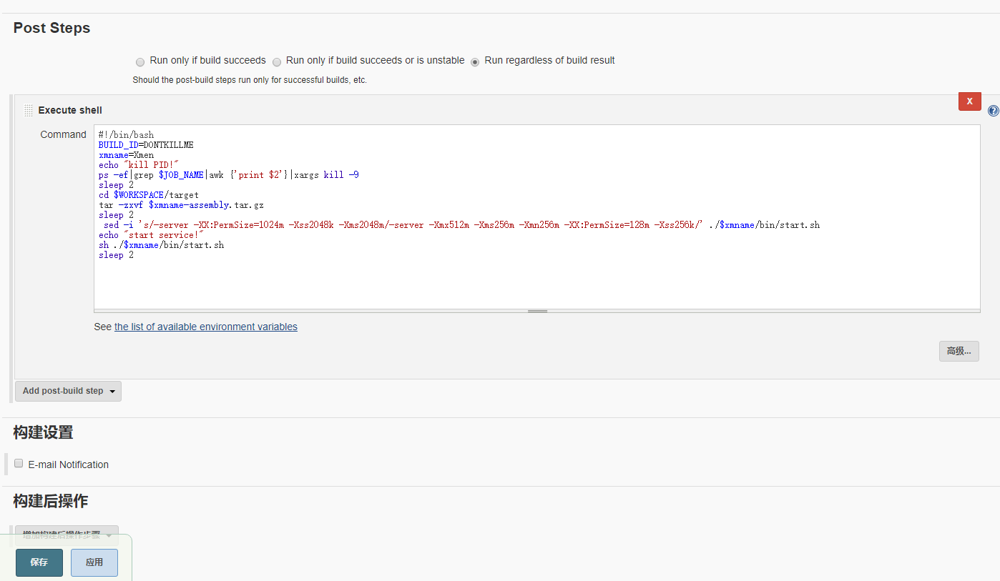 Post Steps
Run only if build succeeds Run only if build succeeds or is unstable Run regardless of build result
Should the post-build steps run only for successful builds, etc.
X
Execute shell
?
Command
#!/bin/bash
BUILD_ID=DONTKILLME
xmname=Xmen
echo "kill PID!"
ps -ef|grep $JOB_NAME|awk {'print $2'}|xargs kill -9
sleep 2
cd $WORKSPACE/target
tar -zxvf $xmname-assembly.tar.gz
sleep 2
sed -i 's/-server -XX:PermSize=1024m -Xss2048k -Xms2048m/-server -Xmx512m -Xms256m -Xmn256m -XX:PermSize=128m -Xss256k/' ./$xmname/bin/start.sh
echo "start service!"
sh ./$xmname/bin/start.sh
sleep 2
See the list of available environment variables
高级...
Add post-build step
构建设置
E-mail Notification
构建后操作
增加构建后操作步骤
保存 应用